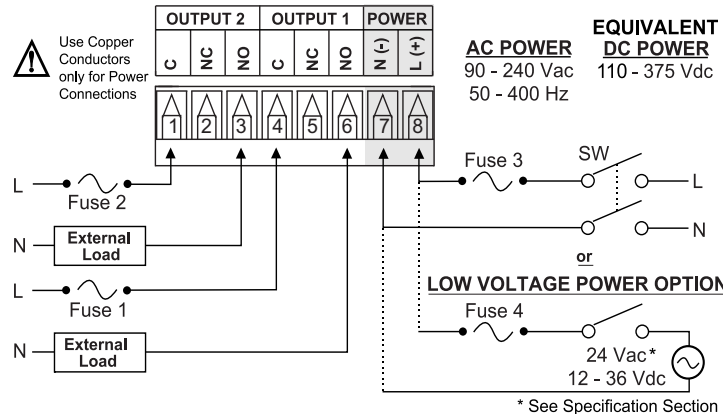 OUTPUT 2 OUTPUT 1 POWER
C NC NO C NC NO N (-) L (+)
1 2 3 4 5 6 7 8
Use Copper
Conductors
only for Power
Connections
AC POWER
90 - 240 Vac
50 - 400 Hz
EQUIVALENT
DC POWER
110 - 375 Vdc
L
Fuse 2
N
External
Load
L
Fuse 1
N
External
Load
Fuse 3
SW
L
N
or
LOW VOLTAGE POWER OPTION
Fuse 4
24 Vac*
12 - 36 Vdc
* See Specification Section